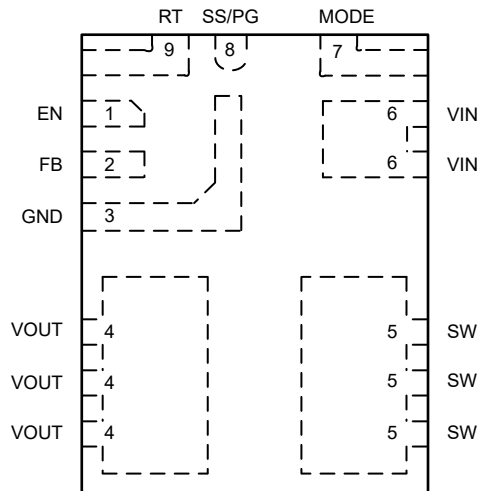 RT SS/PG MODE
9 8 7
EN 1 6 VIN
FB 2 6 VIN
GND 3
VOUT 4 5 SW
VOUT 4 5 SW
VOUT 4 5 SW